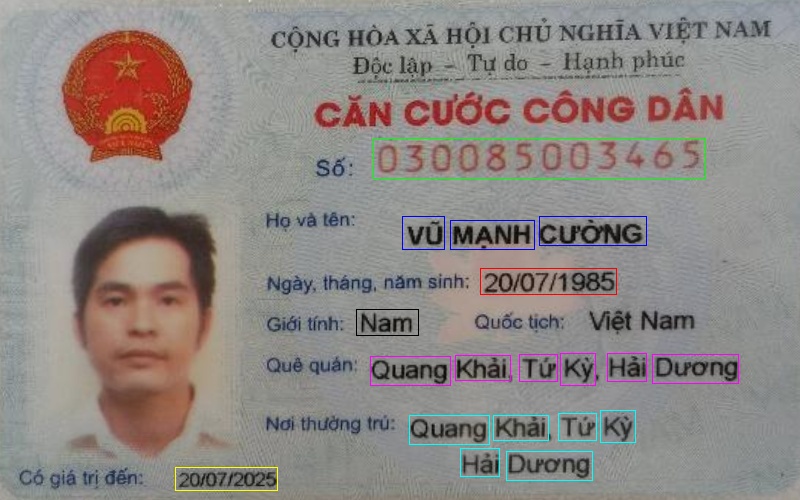 CỘNG HÒA XÃ HỘI CHỦ NGHĨA VIỆT NAM
Độc lập – Tự do – Hạnh phúc
CĂN CƯỚC CÔNG DÂN
Số: 030085003465
Họ và tên: VŨ MẠNH CƯỜNG
Ngày, tháng, năm sinh: 20/07/1985
Giới tính: Nam Quốc tịch: Việt Nam
Quê quán: Quang Khải, Tứ Kỳ, Hải Dương
Nơi thường trú: Quang Khải, Tứ Kỳ
Hải Dương
Có giá trị đến: 20/07/2025